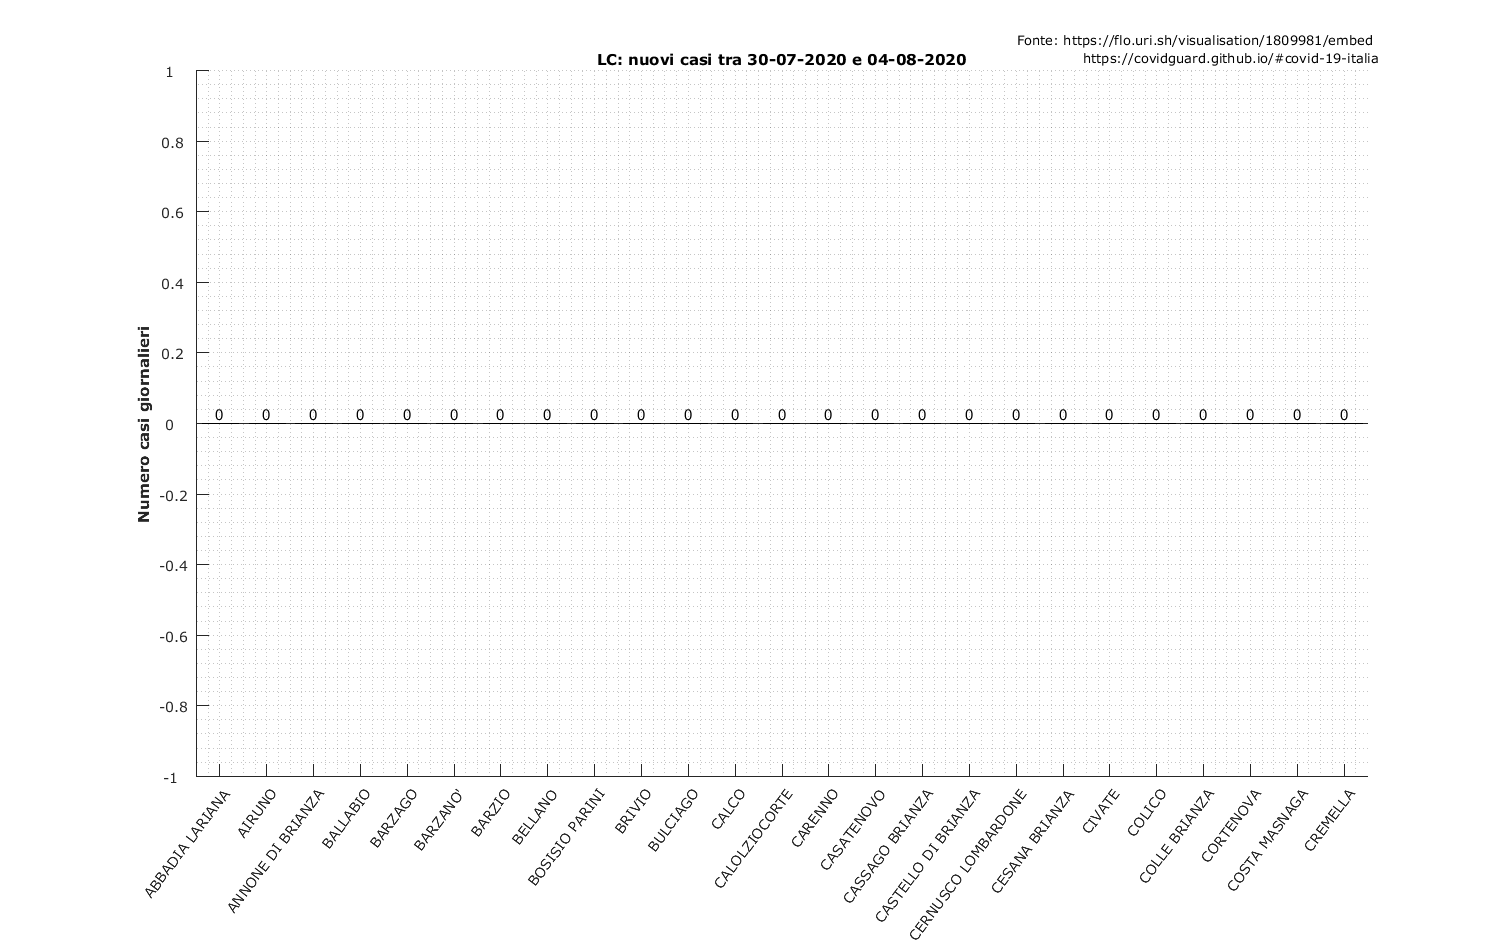 Fonte: https://flo.uri.sh/visualisation/1809981/embed
https://covidguard.github.io/#covid-19-italia
LC: nuovi casi tra 30-07-2020 e 04-08-2020
Numero casi giornalieri
1
0.8
0.6
0.4
0.2
0
-0.2
-0.4
-0.6
-0.8
-1
0 0 0 0 0 0 0 0 0 0 0 0 0 0 0 0 0 0 0 0 0 0 0 0 0
ABBADIA LARIANA
AIRUNO
ANNONE DI BRIANZA
BALLABIO
BARZAGO
BARZANO'
BARZIO
BELLANO
BOSISIO PARINI
BRIVIO
BULCIAGO
CALCO
CALOLZIOCORTE
CARENNO
CASATENOVO
CASSAGO BRIANZA
CASTELLO DI BRIANZA
CERNUSCO LOMBARDONE
CESANA BRIANZA
CIVATE
COLICO
COLLE BRIANZA
CORTENOVA
COSTA MASNAGA
CREMELLA